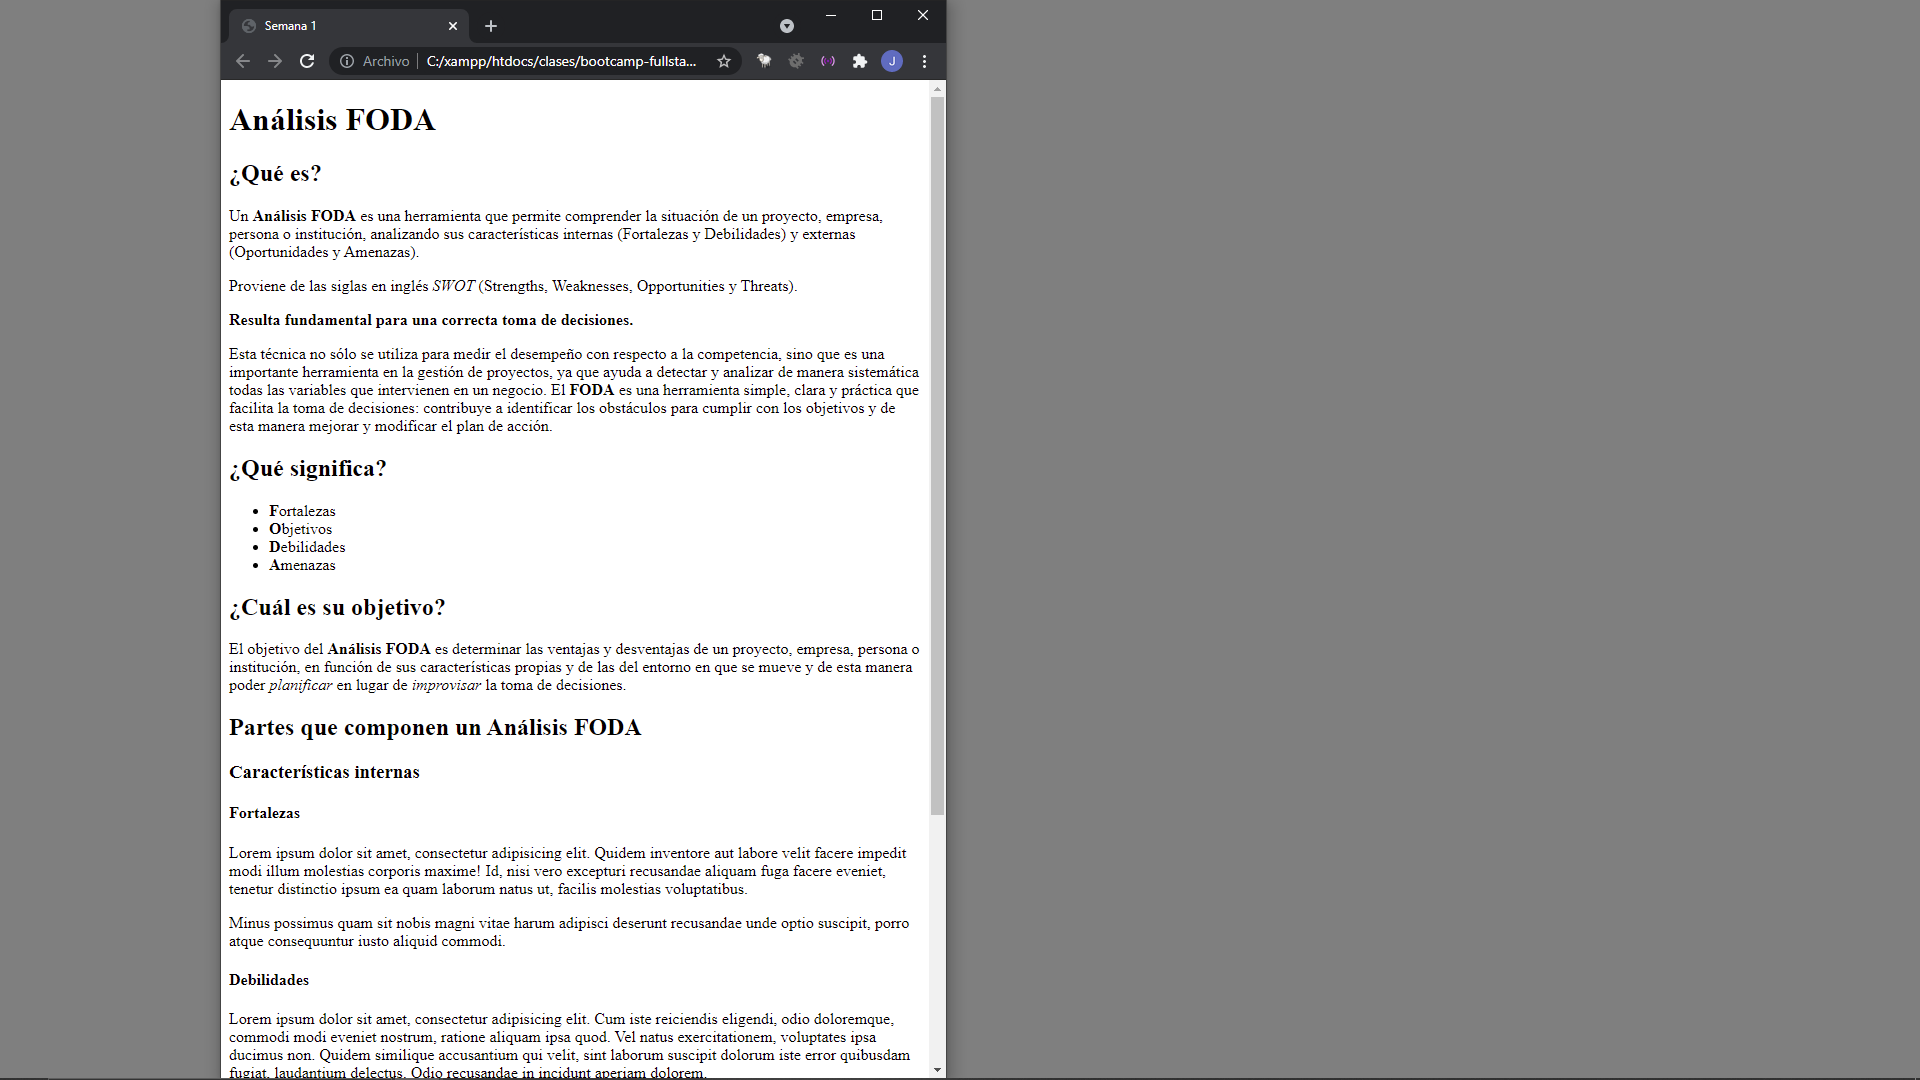 Semana 1
Archivo C:/xampp/htdocs/clases/bootcamp-fullsta...
J
Análisis FODA
¿Qué es?
Un Análisis FODA es una herramienta que permite comprender la situación de un proyecto, empresa,
persona o institución, analizando sus características internas (Fortalezas y Debilidades) y externas
(Oportunidades y Amenazas).
Proviene de las siglas en inglés SWOT (Strengths, Weaknesses, Opportunities y Threats).
Resulta fundamental para una correcta toma de decisiones.
Esta técnica no sólo se utiliza para medir el desempeño con respecto a la competencia, sino que es una
importante herramienta en la gestión de proyectos, ya que ayuda a detectar y analizar de manera sistemática
todas las variables que intervienen en un negocio. El FODA es una herramienta simple, clara y práctica que
facilita la toma de decisiones: contribuye a identificar los obstáculos para cumplir con los objetivos y de
esta manera mejorar y modificar el plan de acción.
¿Qué significa?
• Fortalezas
• Objetivos
• Debilidades
• Amenazas
¿Cuál es su objetivo?
El objetivo del Análisis FODA es determinar las ventajas y desventajas de un proyecto, empresa, persona o
institución, en función de sus características propias y de las del entorno en que se mueve y de esta manera
poder planificar en lugar de improvisar la toma de decisiones.
Partes que componen un Análisis FODA
Características internas
Fortalezas
Lorem ipsum dolor sit amet, consectetur adipisicing elit. Quidem inventore aut labore velit facere impedit
modi illum molestias corporis maxime! Id, nisi vero excepturi recusandae aliquam fuga facere eveniet,
tenetur distinctio ipsum ea quam laborum natus ut, facilis molestias voluptatibus.
Minus possimus quam sit nobis magni vitae harum adipisci deserunt recusandae unde optio suscipit, porro
atque consequuntur iusto aliquid commodi.
Debilidades
Lorem ipsum dolor sit amet, consectetur adipisicing elit. Cum iste reiciendis eligendi, odio doloremque,
commodi modi eveniet nostrum, ratione aliquam ipsa quod. Vel natus exercitationem, voluptates ipsa
ducimus non. Quidem similique accusantium qui velit, sint laborum suscipit dolorum iste error quibusdam
fugiat, laudantium delectus. Odio recusandae in incidunt aperiam dolorem.